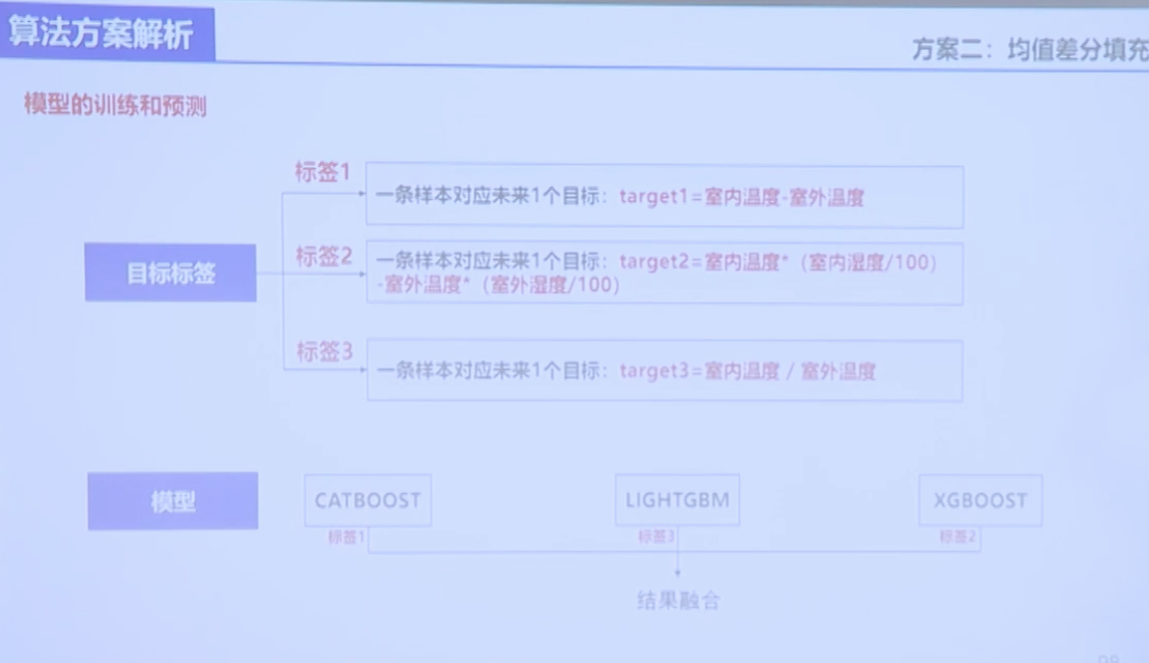 算法方案解析
方案二：均值差分填充
模型的训练和预测
标签1
一条样本对应未来1个目标：target1=室内温度-室外温度
目标标签
标签2
一条样本对应未来1个目标：target2=室内温度*（室内湿度/100）
-室外温度*（室外湿度/100）
标签3
一条样本对应未来1个目标：target3=室内温度 / 室外温度
模型
CATBOOST
LIGHTGBM
XGBOOST
标签1
标签3
标签2
结果融合